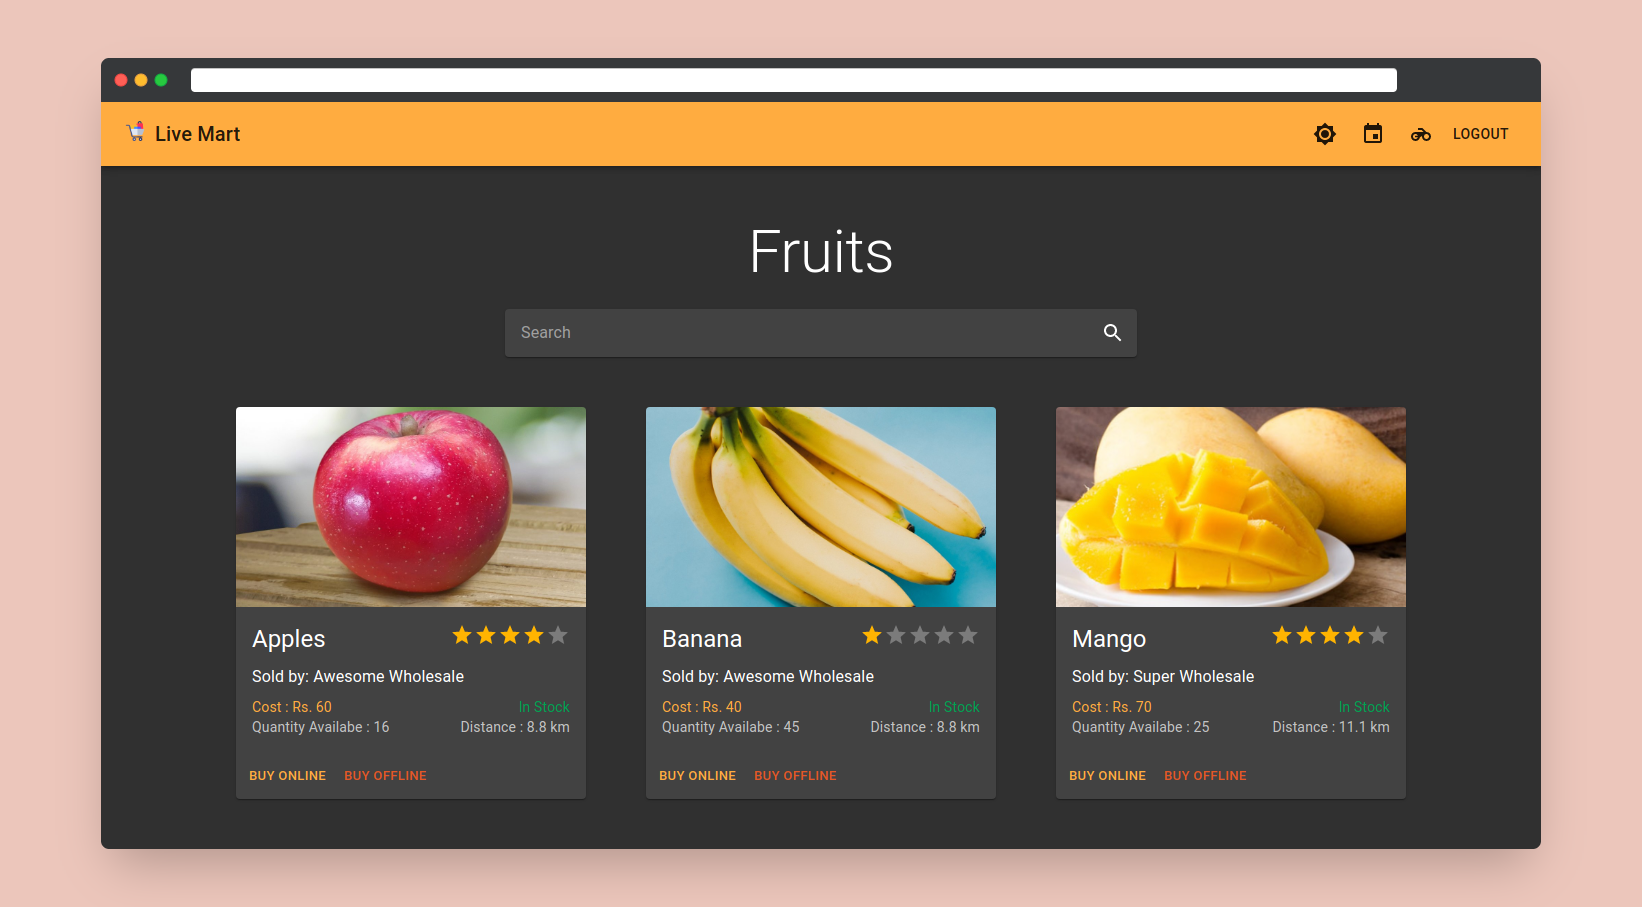 Live Mart
LOGOUT
Fruits
Search
Apples
Sold by: Awesome Wholesale
Cost : Rs. 60 In Stock
Quantity Availabe : 16 Distance : 8.8 km
BUY ONLINE BUY OFFLINE
Banana
Sold by: Awesome Wholesale
Cost : Rs. 40 In Stock
Quantity Availabe : 45 Distance : 8.8 km
BUY ONLINE BUY OFFLINE
Mango
Sold by: Super Wholesale
Cost : Rs. 70 In Stock
Quantity Availabe : 25 Distance : 11.1 km
BUY ONLINE BUY OFFLINE